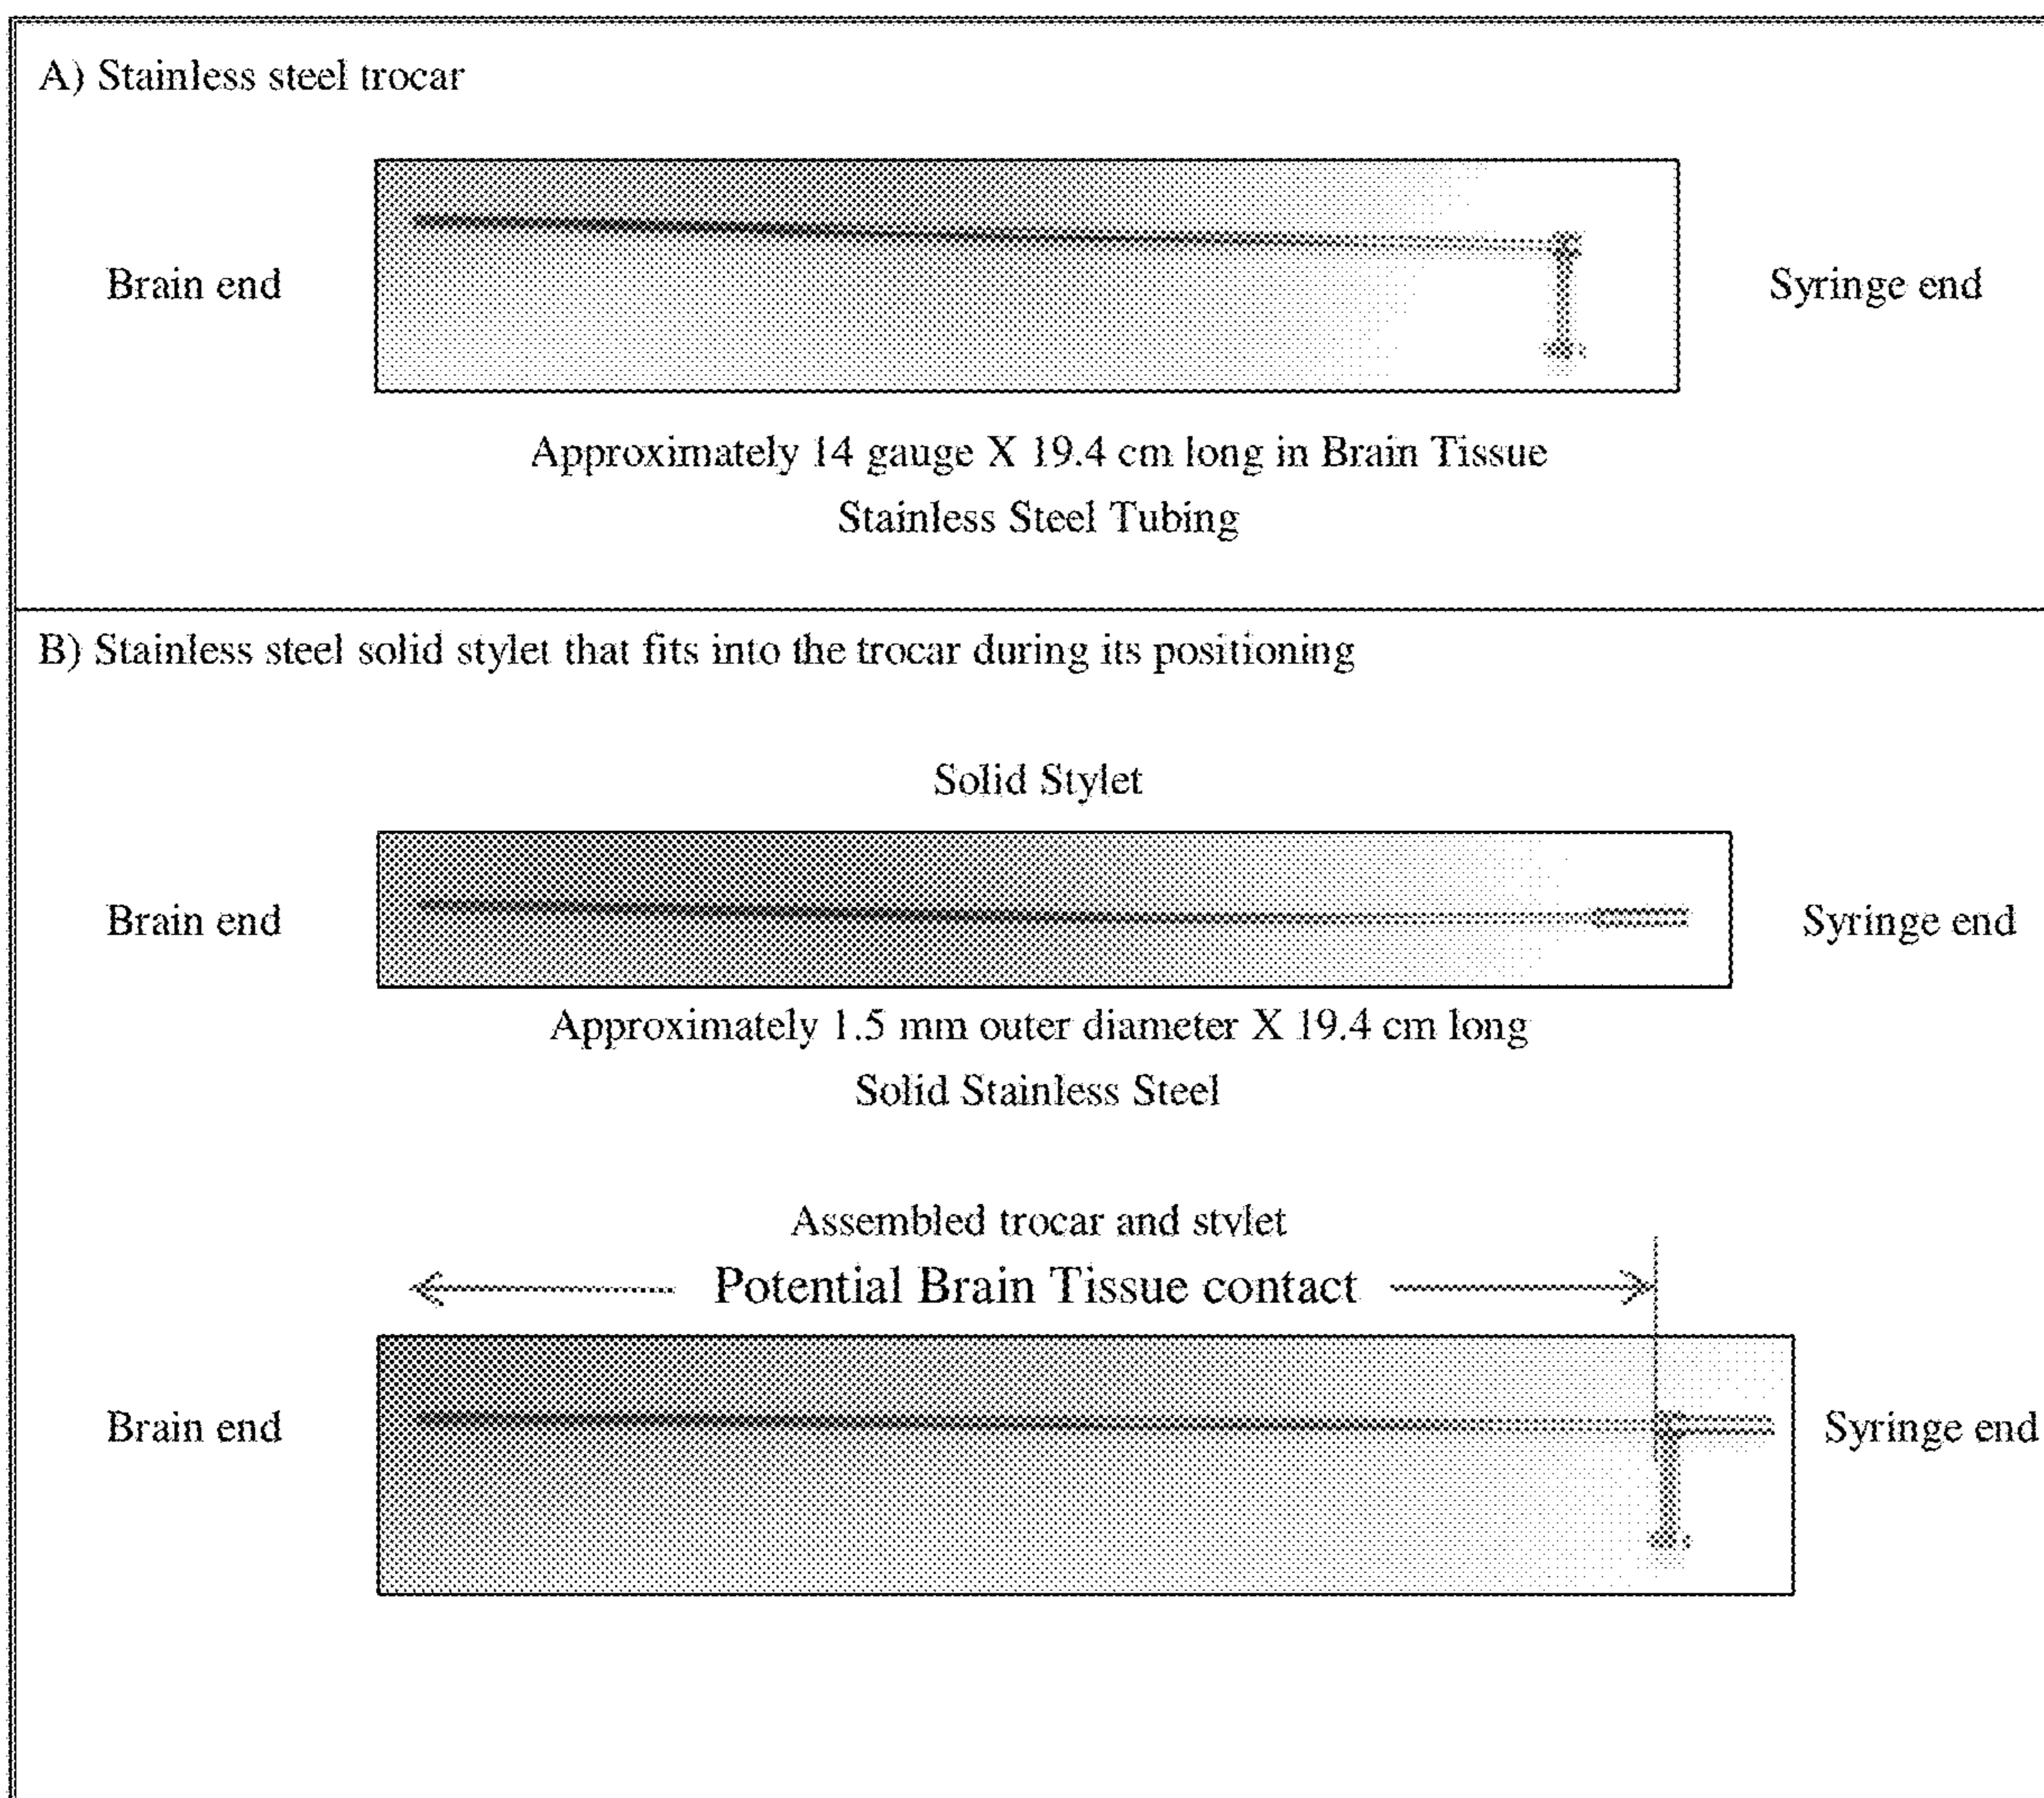 A) Stainless steel trocar
Brain end
Syringe end
Approximately 14 gauge X 19.4 cm long in Brain Tissue
Stainless Steel Tubing
B) Stainless steel solid stylet that fits into the trocar during its positioning
Solid Stylet
Brain end
Syringe end
Approximately 1.5 mm outer diameter X 19.4 cm long
Solid Stainless Steel
Assembled trocar and stylet
Potential Brain Tissue contact
Brain end
Syringe end